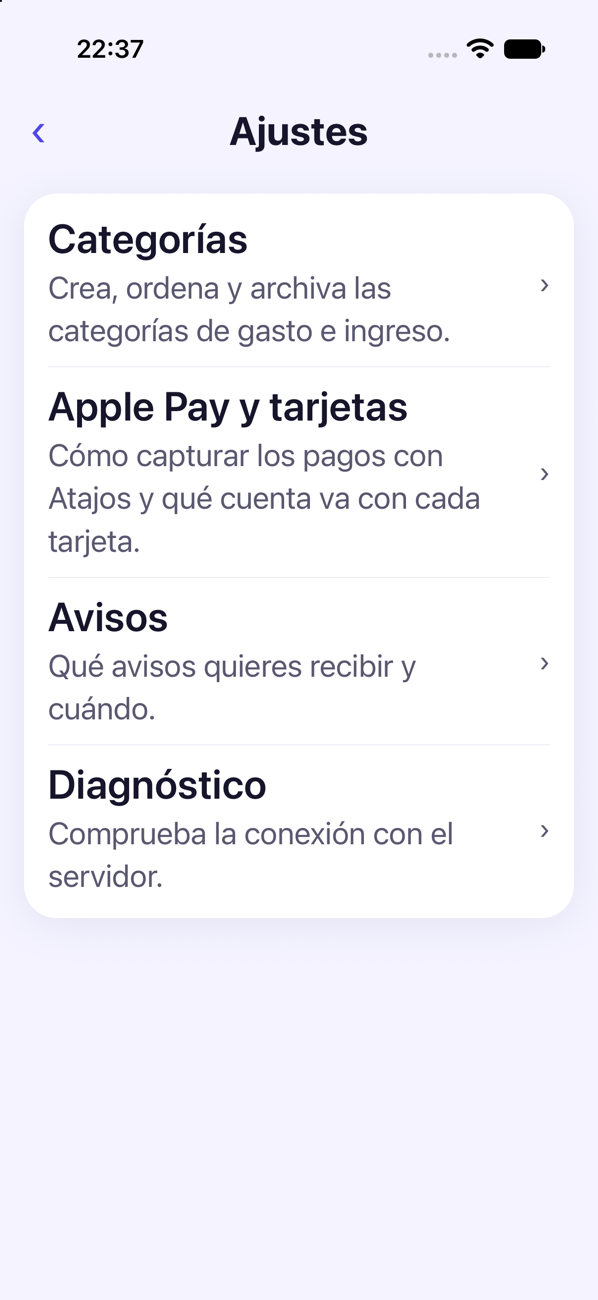 22:37
Ajustes
Categorías
Crea, ordena y archiva las
categorías de gasto e ingreso.
Apple Pay y tarjetas
Cómo capturar los pagos con
Atajos y qué cuenta va con cada
tarjeta.
Avisos
Qué avisos quieres recibir y
cuándo.
Diagnóstico
Comprueba la conexión con el
servidor.